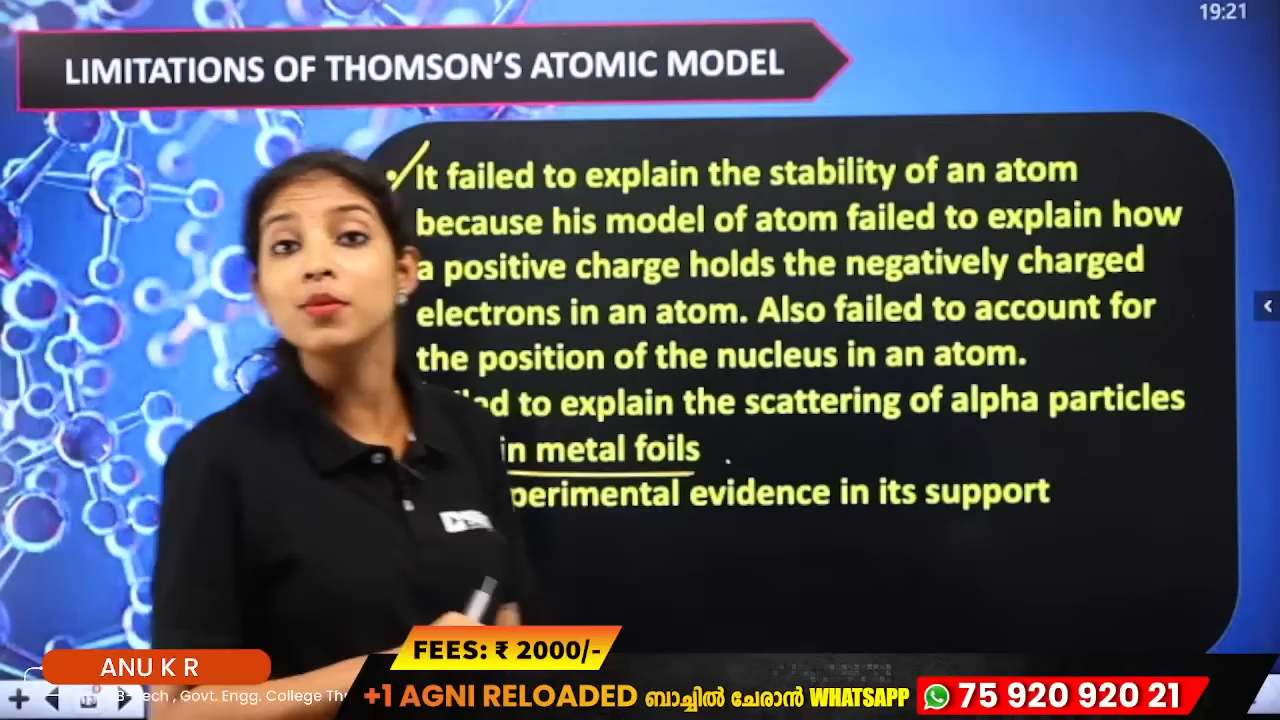 19:21
LIMITATIONS OF THOMSON'S ATOMIC MODEL
• It failed to explain the stability of an atom
because his model of atom failed to explain how
a positive charge holds the negatively charged
electrons in an atom. Also failed to account for
the position of the nucleus in an atom.
to explain the scattering of alpha particles
in metal foils
evidence in its support
FEES: ₹ 2000/-
ANU K R
Govt. Engg. College
+1 AGNI RELOADED ബാച്ചിൽ ചേരാൻ WHATSAPP 75 920 920 21